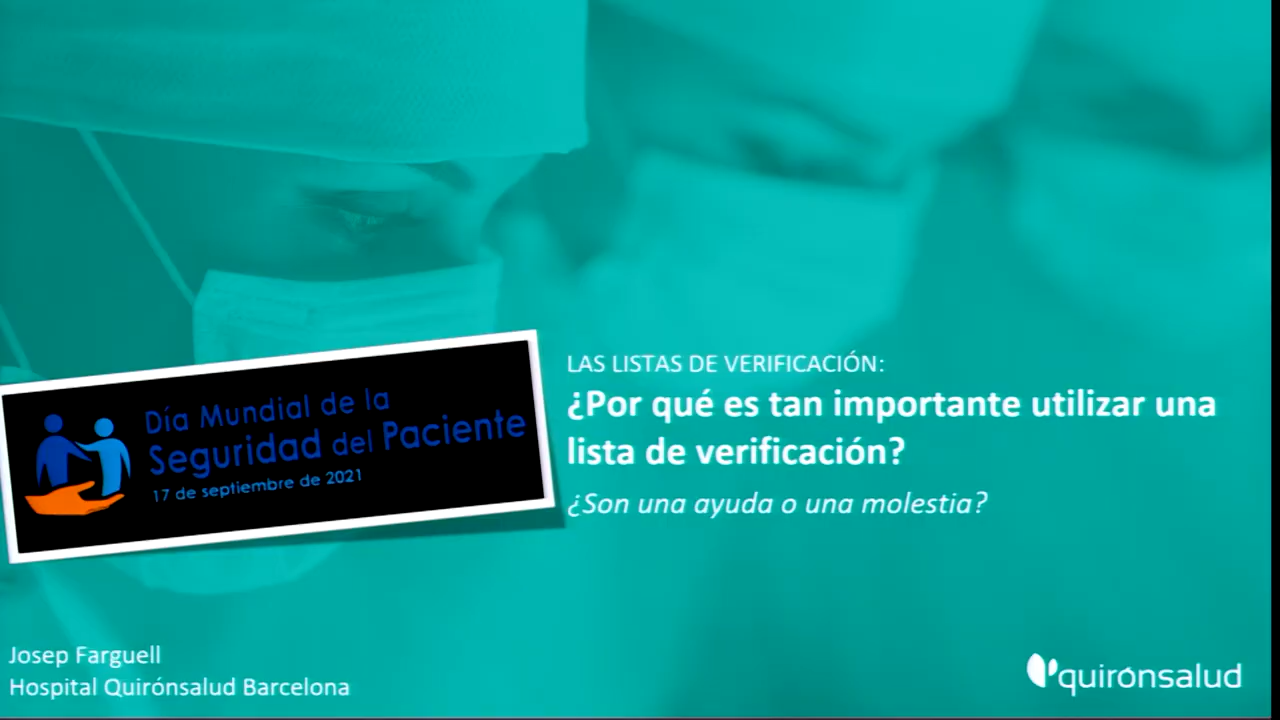 Día Mundial de la
Seguridad del Paciente
17 de septiembre de 2021
LAS LISTAS DE VERIFICACIÓN:
¿Por qué es tan importante utilizar una
lista de verificación?
¿Son una ayuda o una molestia?
Josep Farguell
Hospital Quirónsalud Barcelona
quirónsalud